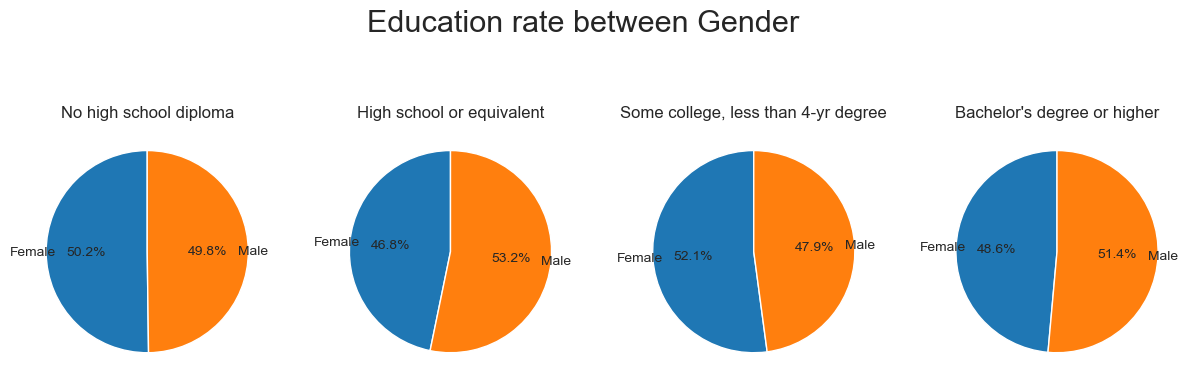 Education rate between Gender
No high school diploma
Female 50.2% 49.8% Male
High school or equivalent
Female 46.8% 53.2% Male
Some college, less than 4-yr degree
Female 52.1% 47.9% Male
Bachelor's degree or higher
Female 48.6% 51.4% Male